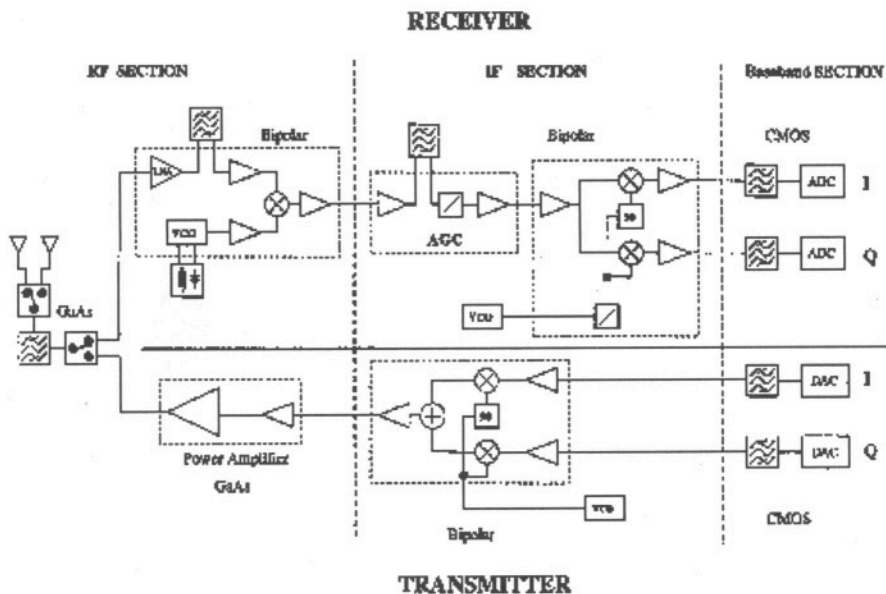 RECEIVER
RF SECTION
IF SECTION
Baseband SECTION
Bipolar
Bipolar
CMOS
LNA
ADC
I
90
VCO
AGC
ADC
Q
GaAs
VCO
DAC
I
90
Power Amplifier
GaAs
DAC
Q
VCO
Bipolar
CMOS
TRANSMITTER